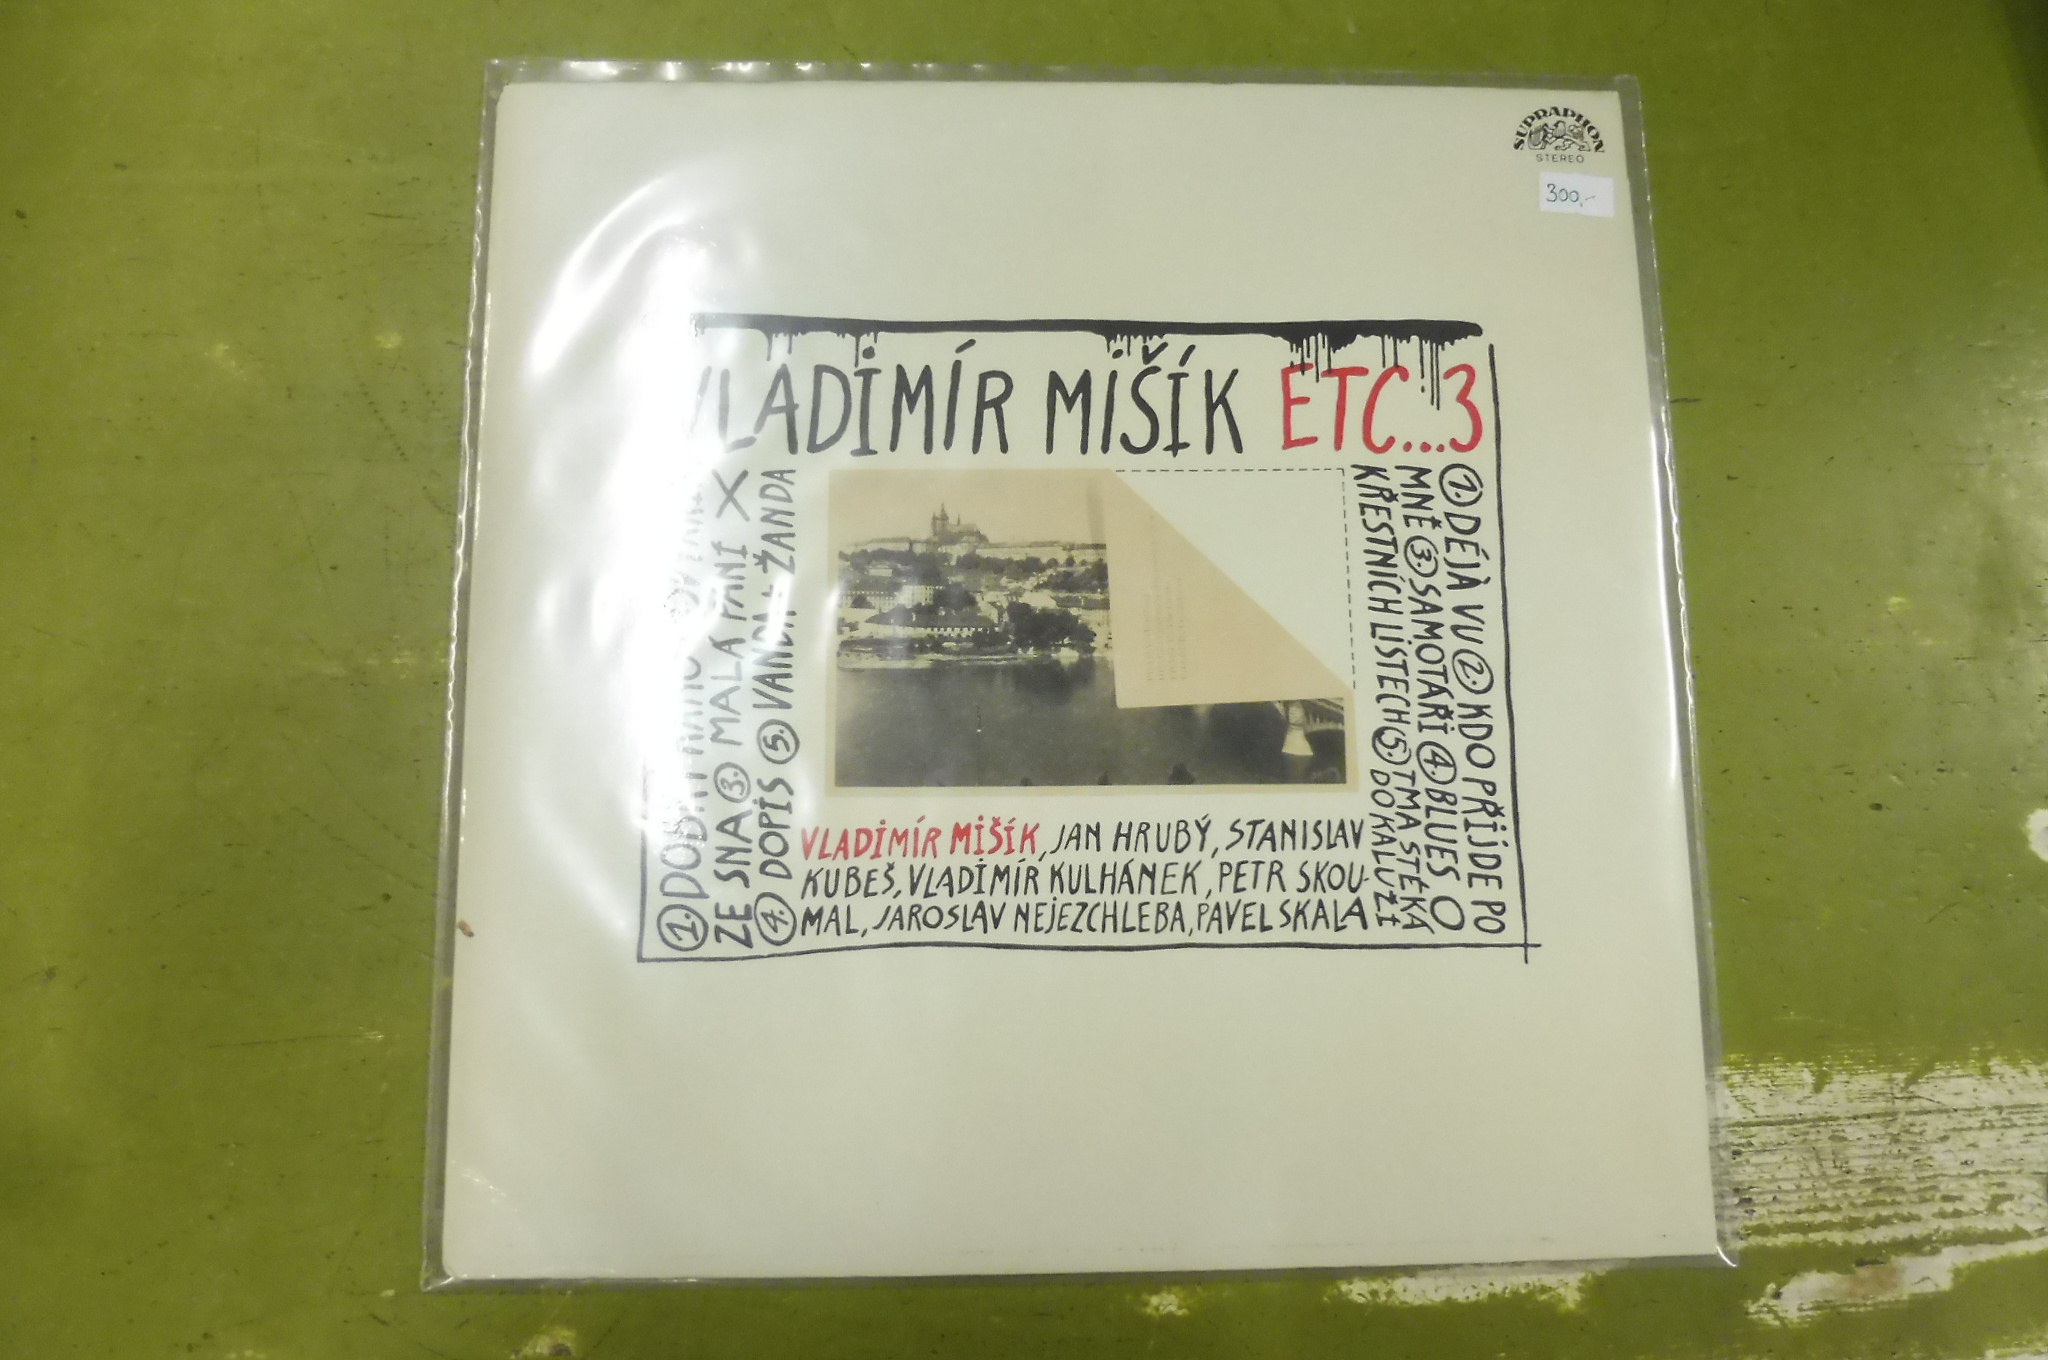 SUPRAPHON
STEREO
300,-
VLADIMÍR MIŠÍK ETC...3
1. DOBA
ZE SNA 3. MALÁ PANÍ X
4. DOPIS 5. VANDA + ŽANDA
1. DÉJÀ VU 2. KDO PŘIJDE PO
MNĚ 3. SAMOTÁŘI 4. BLUES O
KŘESTNÍCH LÍSTECH 5. TMA STÉKÁ
DO KALUŽÍ
VLADIMÍR MIŠÍK, JAN HRUBÝ, STANISLAV
KUBEŠ, VLADIMÍR KULHÁNEK, PETR SKOU-
MAL, JAROSLAV NEJEZCHLEBA, PAVEL SKALA